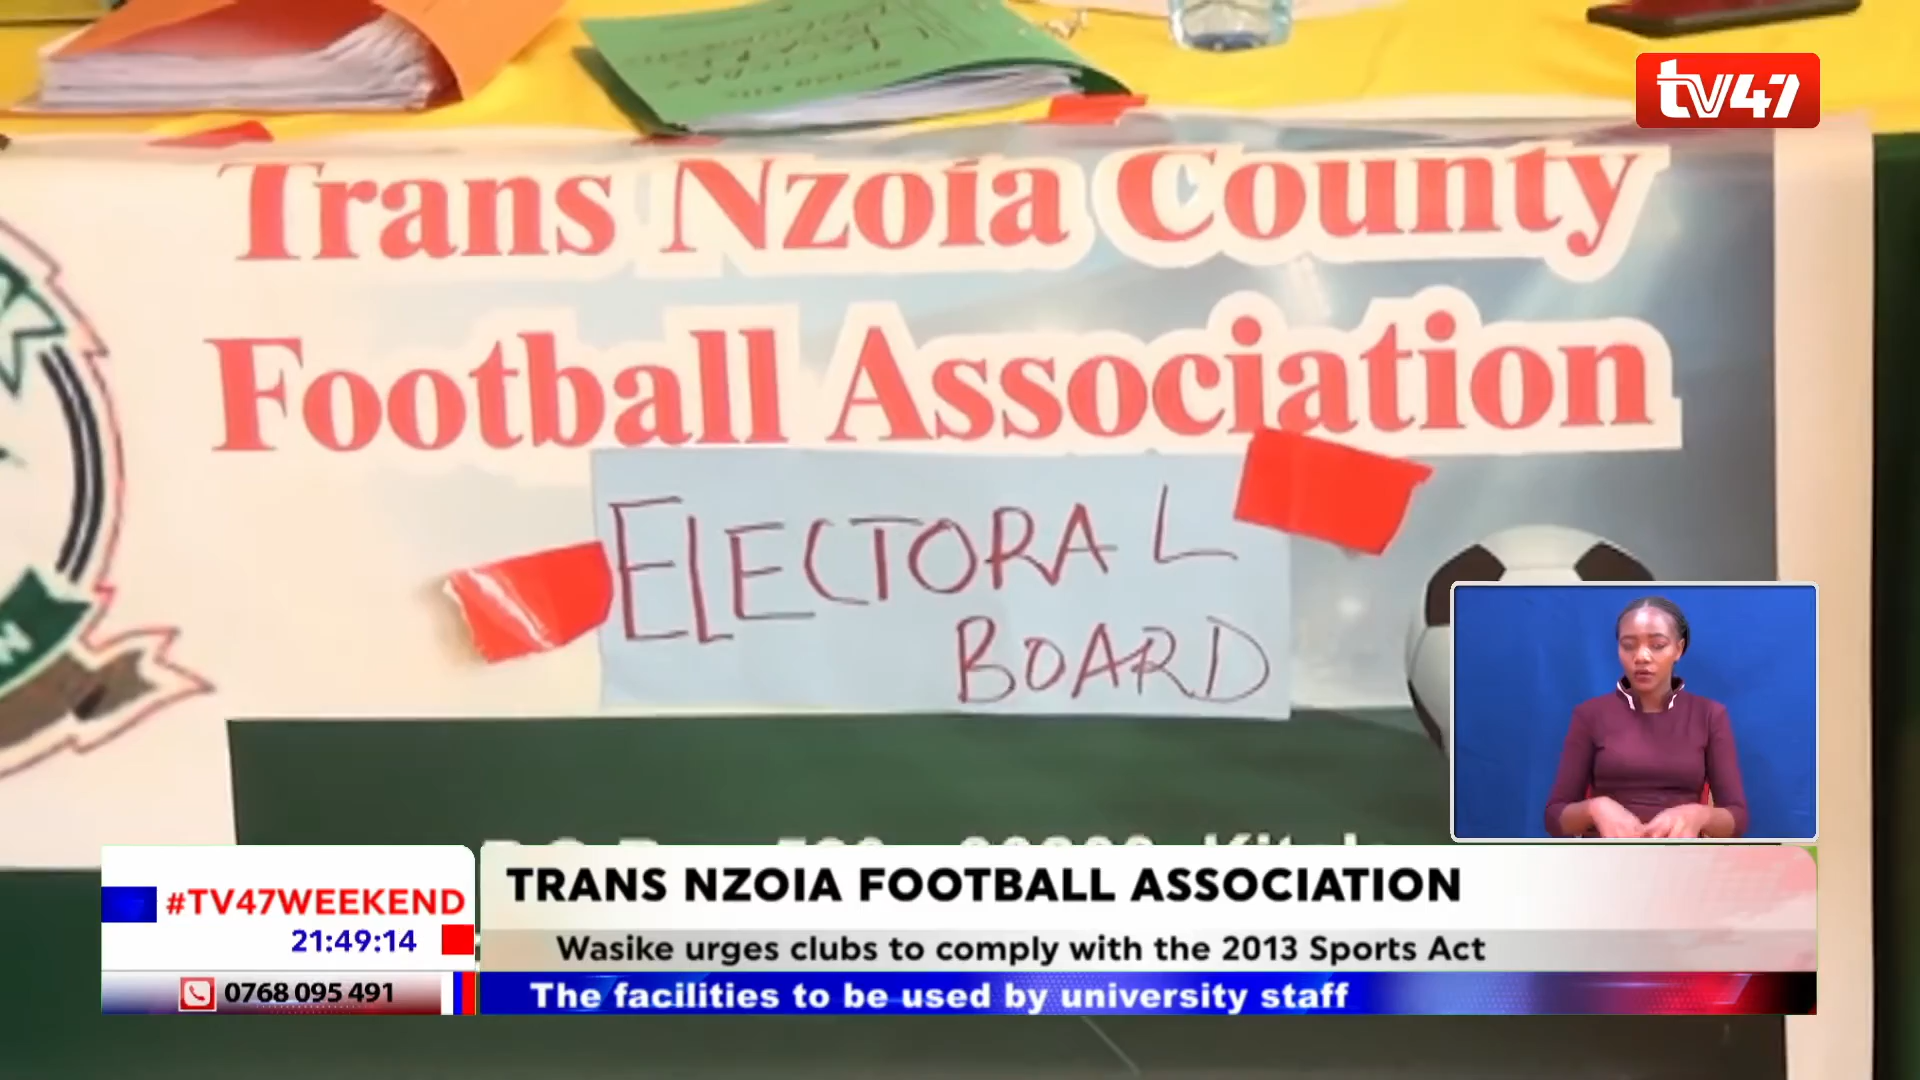 tv47
Trans Nzoia County
Football Association
ELECTORAL
BOARD
TRANS NZOIA FOOTBALL ASSOCIATION
Wasike urges clubs to comply with the 2013 Sports Act
#TV47WEEKEND
21:49:14
0768 095 491
The facilities to be used by university staff